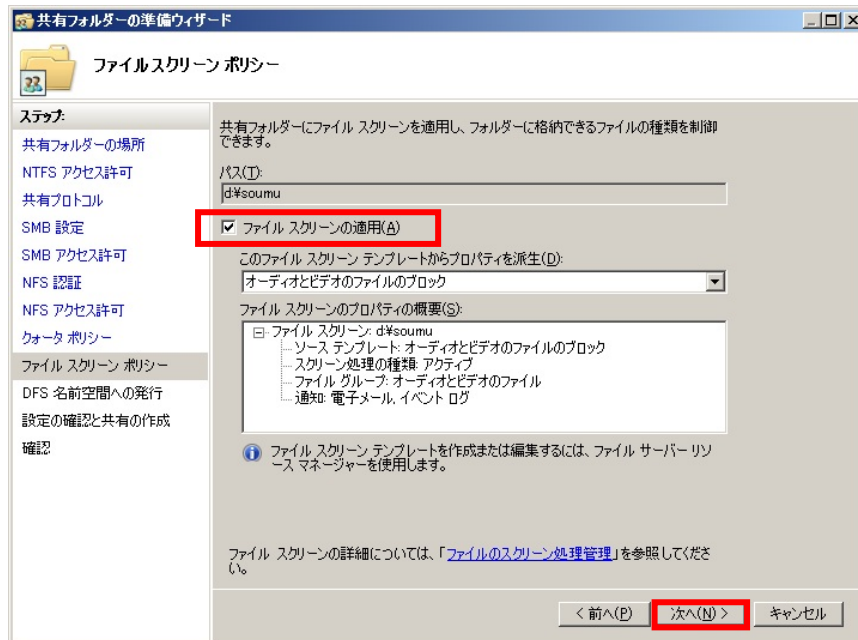 共有フォルダーの準備ウィザード
ファイル スクリーン ポリシー
ステップ:
共有フォルダーの場所
NTFS アクセス許可
共有プロトコル
SMB 設定
SMB アクセス許可
NFS 認証
NFS アクセス許可
クォータ ポリシー
ファイル スクリーン ポリシー
DFS 名前空間への発行
設定の確認と共有の作成
確認
共有フォルダーにファイル スクリーンを適用し、フォルダーに格納できるファイルの種類を制御
できます。
パス(T):
d:¥soumu
ファイル スクリーンの適用(A)
このファイル スクリーン テンプレートからプロパティを派生(D):
オーディオとビデオのファイルのブロック
ファイル スクリーンのプロパティの概要(S):
ファイル スクリーン: d:¥soumu
ソース テンプレート: オーディオとビデオのファイルのブロック
スクリーン処理の種類: アクティブ
ファイル グループ: オーディオとビデオのファイル
通知: 電子メール, イベント ログ
ファイル スクリーン テンプレートを作成または編集するには、ファイル サーバー リソ
ース マネージャーを使用します。
ファイル スクリーンの詳細については、「ファイルのスクリーン処理管理」を参照してくださ
い。
< 前へ(P)
次へ(N) >
キャンセル